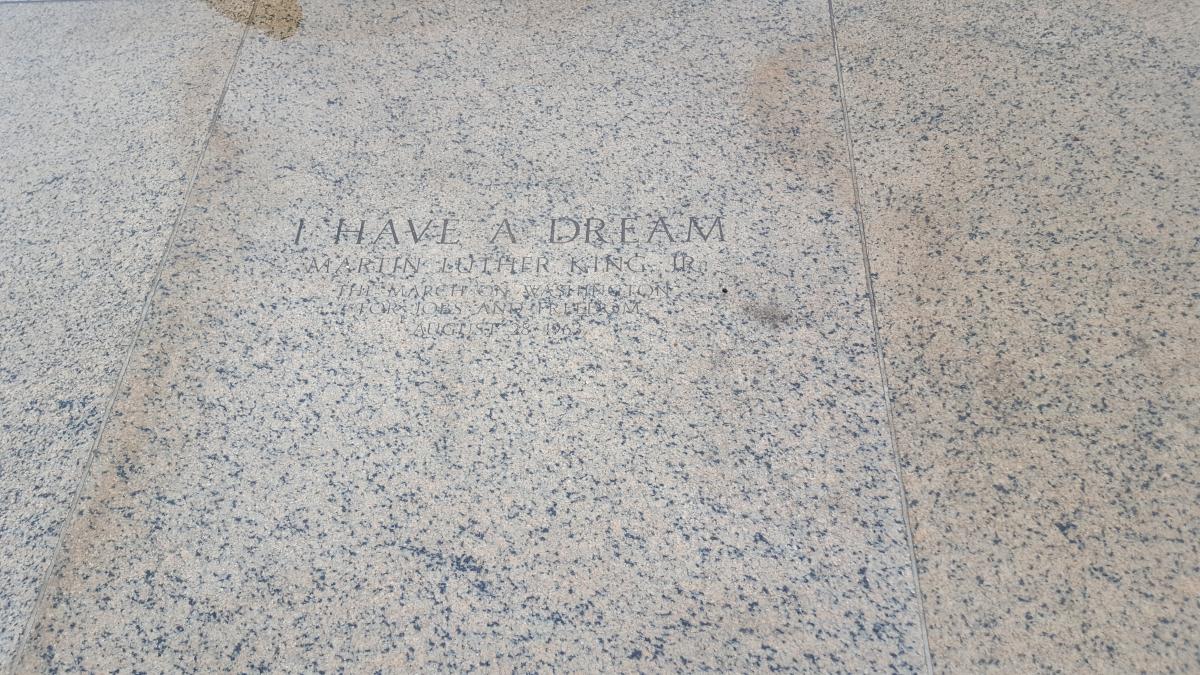 I HAVE A DREAM
MARTIN LUTHER KING, JR.
THE MARCH ON WASHINGTON
FOR JOBS AND FREEDOM
AUGUST 28, 1963